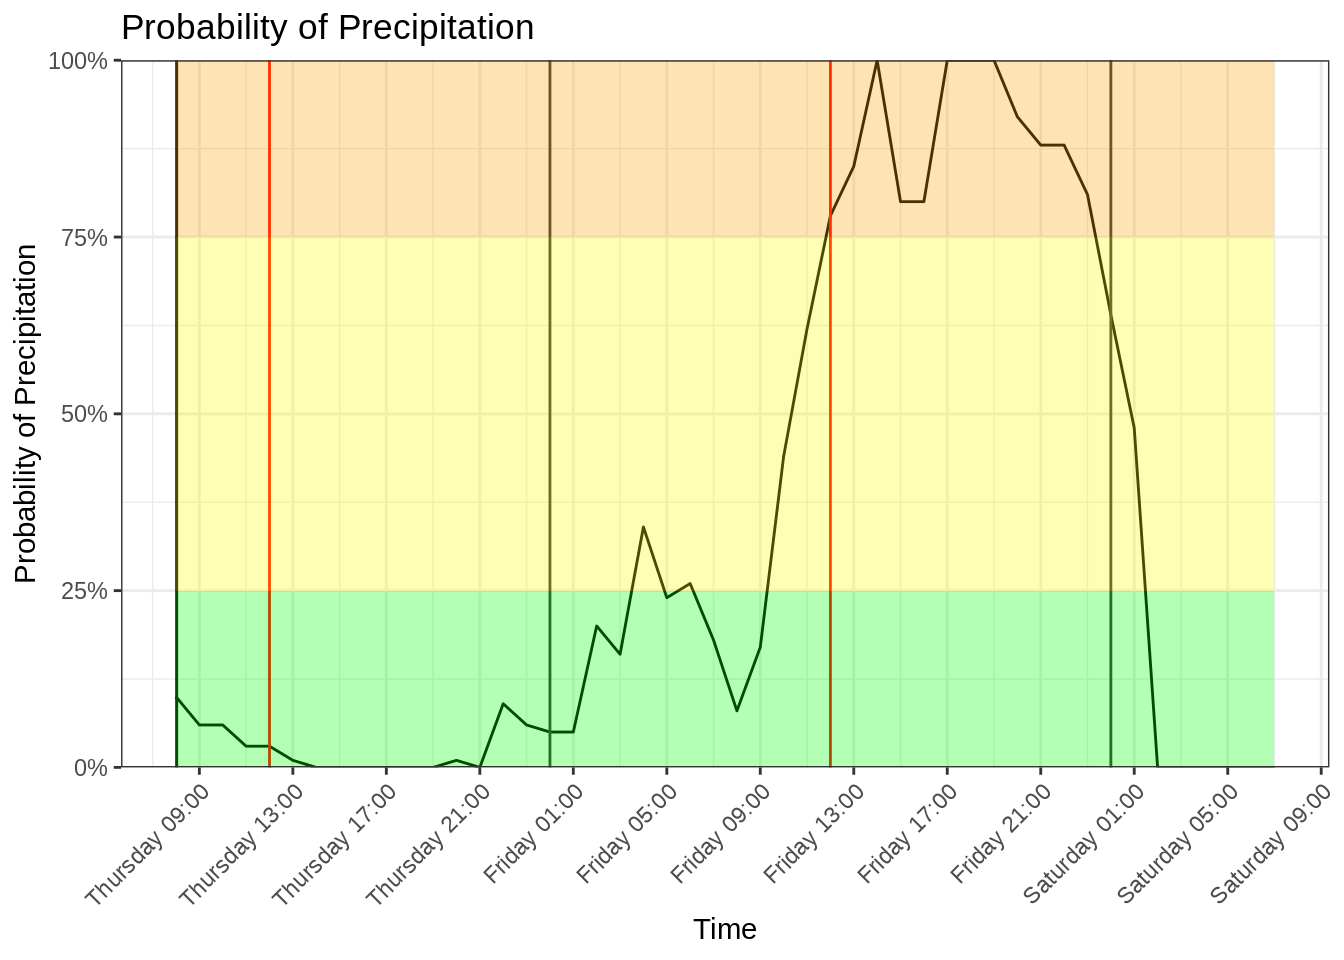 Probability of Precipitation
Probability of Precipitation
100%
75%
50%
25%
0%
Thursday 09:00
Thursday 13:00
Thursday 17:00
Thursday 21:00
Friday 01:00
Friday 05:00
Friday 09:00
Friday 13:00
Friday 17:00
Friday 21:00
Saturday 01:00
Saturday 05:00
Saturday 09:00
Time